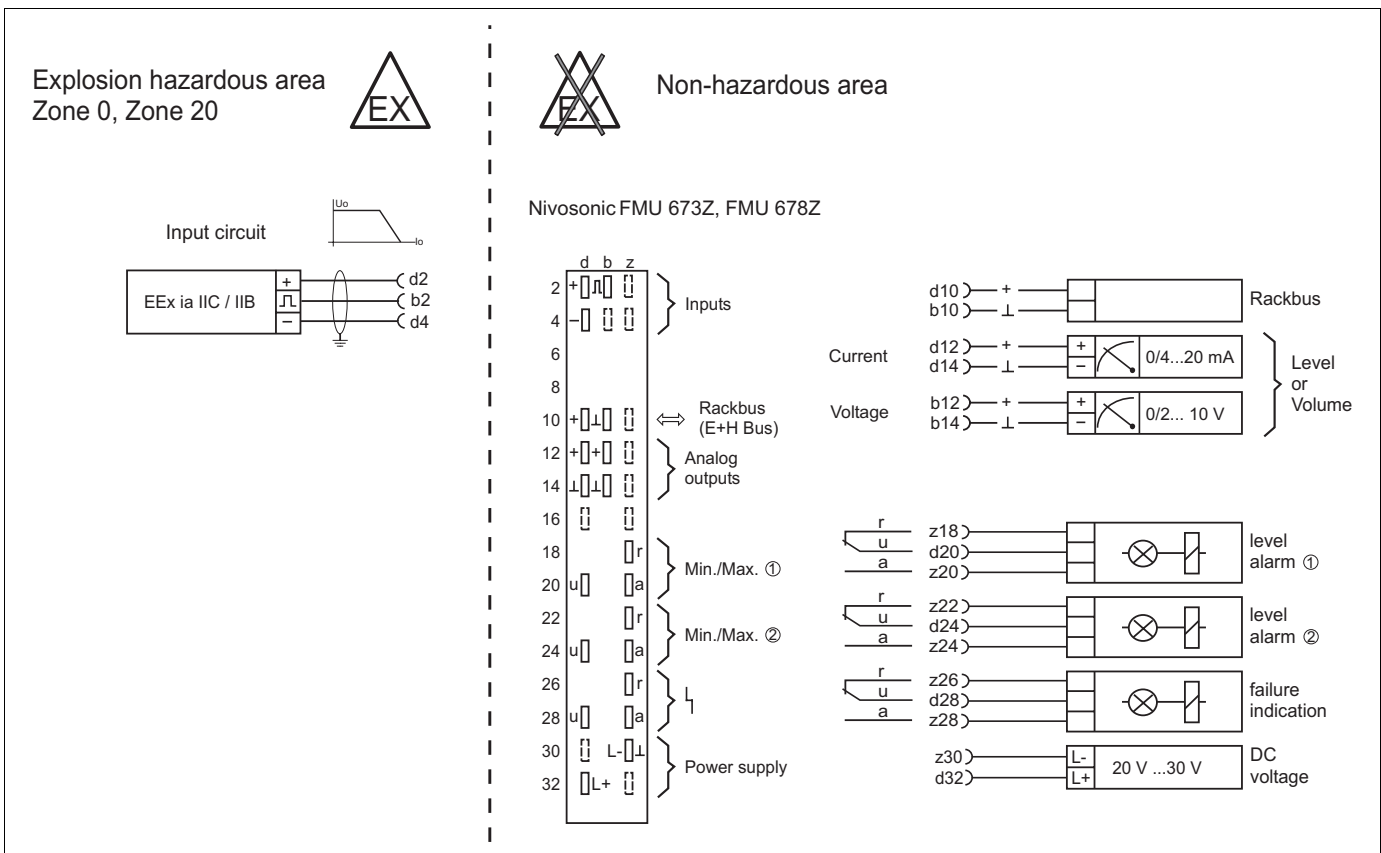 Explosion hazardous area
Zone 0, Zone 20
EX
EX
Non-hazardous area
Input circuit
Uo
Io
EEx ia IIC / IIB
+
−
d2
b2
d4
Nivosonic FMU 673Z, FMU 678Z
d b z
2 +
4 −
Inputs
6
8
10 + ⊥
Rackbus
(E+H Bus)
12 + +
14 ⊥ ⊥
Analog
outputs
16
18 r
20 u a
Min./Max. ①
22 r
24 u a
Min./Max. ②
26 r
28 u a
30 L- ⊥
32 L+
Power supply
d10 +
b10 ⊥
Rackbus
Current
d12 + +
d14 ⊥ −
0/4...20 mA
Voltage
b12 + +
b14 ⊥ −
0/2... 10 V
Level
or
Volume
r z18
u d20
a z20
level
alarm ①
r z22
u d24
a z24
level
alarm ②
r z26
u d28
a z28
failure
indication
z30 L-
d32 L+
20 V ...30 V
DC
voltage